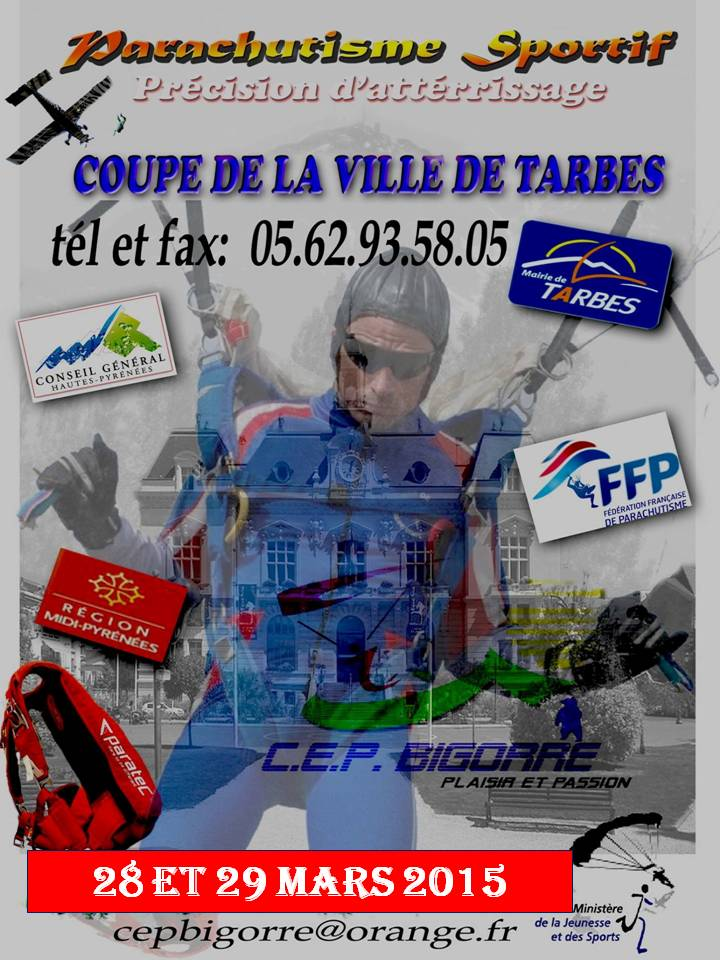 Parachutisme Sportif
Précision d'attérrissage
COUPE DE LA VILLE DE TARBES
tél et fax: 05.62.93.58.05
Mairie de
TARBES
CONSEIL GÉNÉRAL
HAUTES-PYRÉNÉES
FFP
FÉDÉRATION FRANÇAISE
DE PARACHUTISME
RÉGION
MIDI-PYRÉNÉES
paratec
C.E.P. BIGORRE
PLAISIR ET PASSION
28 ET 29 MARS 2015
Ministère
de la Jeunesse
et des Sports
cepbigorre@orange.fr